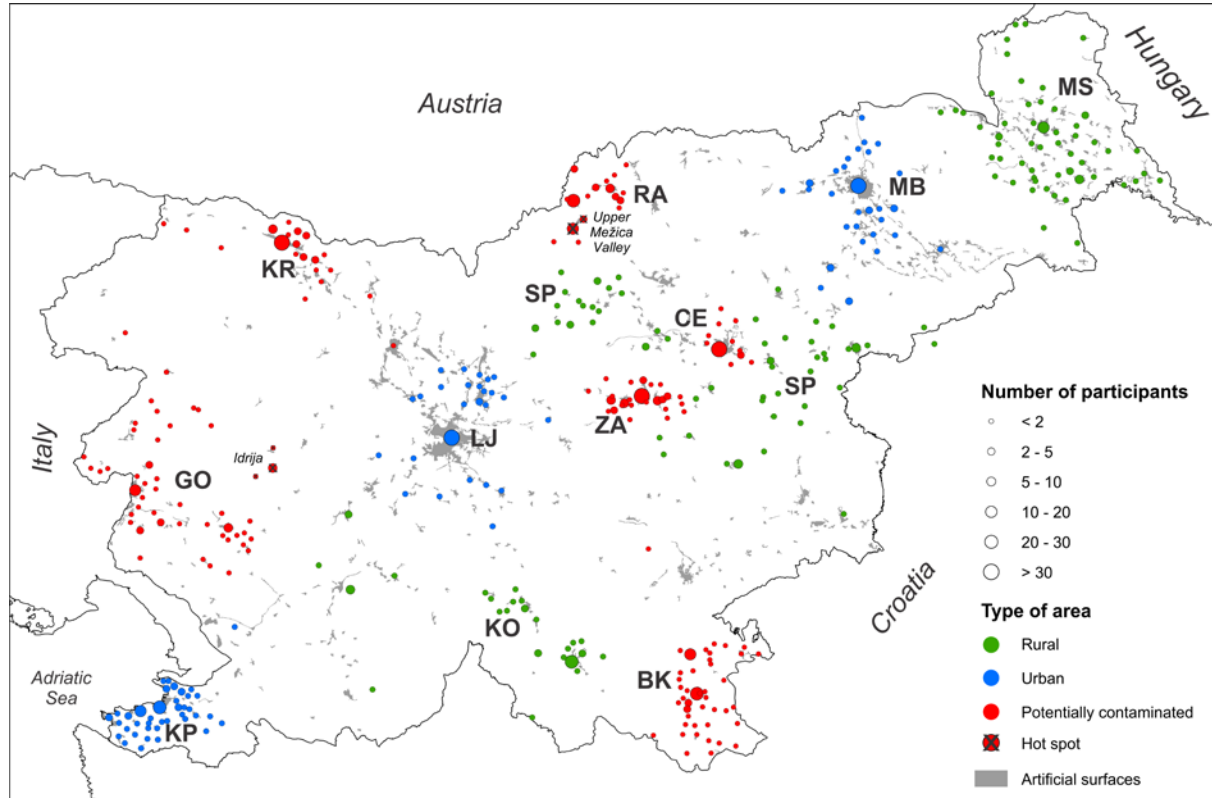 Austria
Hungary
MS
MB
RA
Upper
Mežica
Valley
KR
SP
CE
SP
ZA
LJ
Italy
Idrija
GO
Croatia
KO
BK
Adriatic
Sea
KP
Number of participants
< 2
2 - 5
5 - 10
10 - 20
20 - 30
> 30
Type of area
Rural
Urban
Potentially contaminated
Hot spot
Artificial surfaces